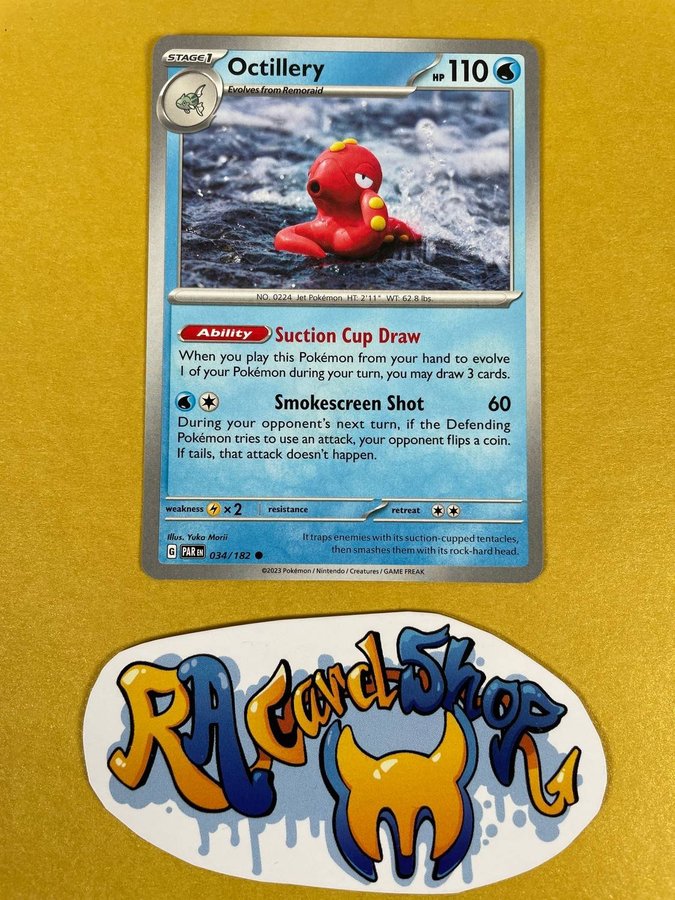 STAGE1
Octillery
HP 110
Evolves from Remoraid
NO. 0224 Jet Pokémon HT: 2'11" WT: 62.8 lbs.
Ability Suction Cup Draw
When you play this Pokémon from your hand to evolve
1 of your Pokémon during your turn, you may draw 3 cards.
Smokescreen Shot 60
During your opponent's next turn, if the Defending
Pokémon tries to use an attack, your opponent flips a coin.
If tails, that attack doesn't happen.
weakness ×2 resistance retreat
Illus. Yuka Morii
It traps enemies with its suction-cupped tentacles,
then smashes them with its rock-hard head.
G PAR EN 034/182
©2023 Pokémon / Nintendo / Creatures / GAME FREAK
RA Card Shop